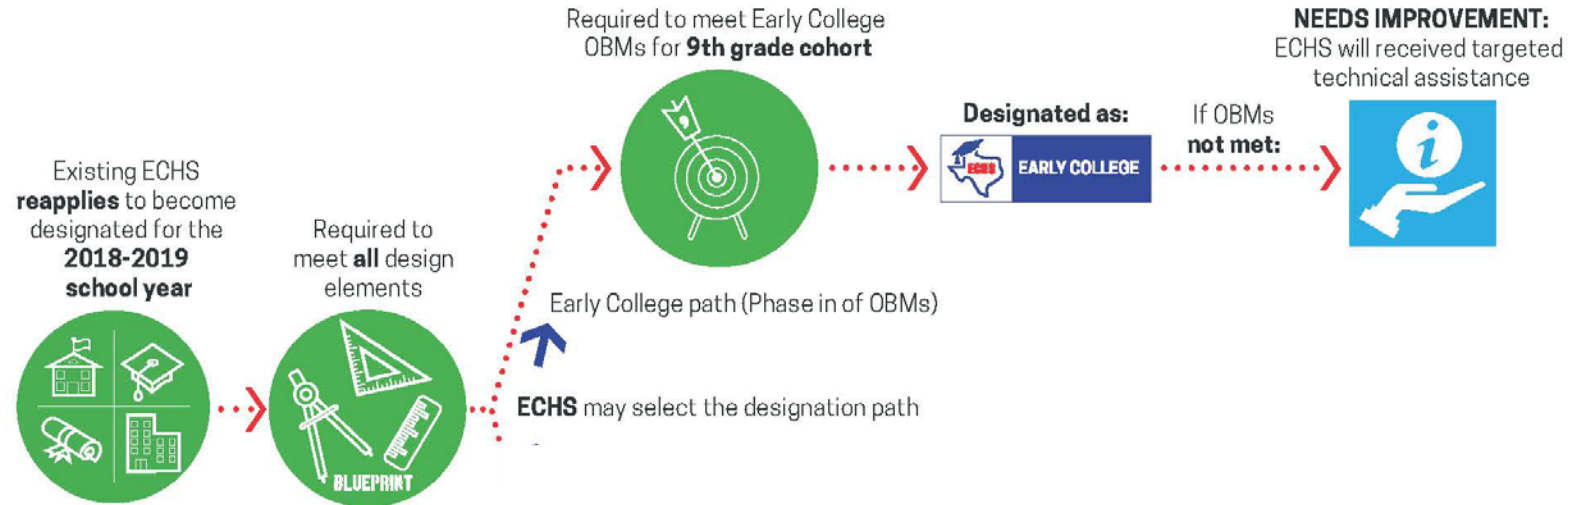 Existing ECHS
reapplies to become
designated for the
2018-2019
school year
Required to
meet all design
elements
BLUEPRINT
Required to meet Early College
OBMs for 9th grade cohort
Early College path (Phase in of OBMs)
ECHS may select the designation path
Designated as:
ECHS
EARLY COLLEGE
If OBMs
not met:
NEEDS IMPROVEMENT:
ECHS will received targeted
technical assistance
i